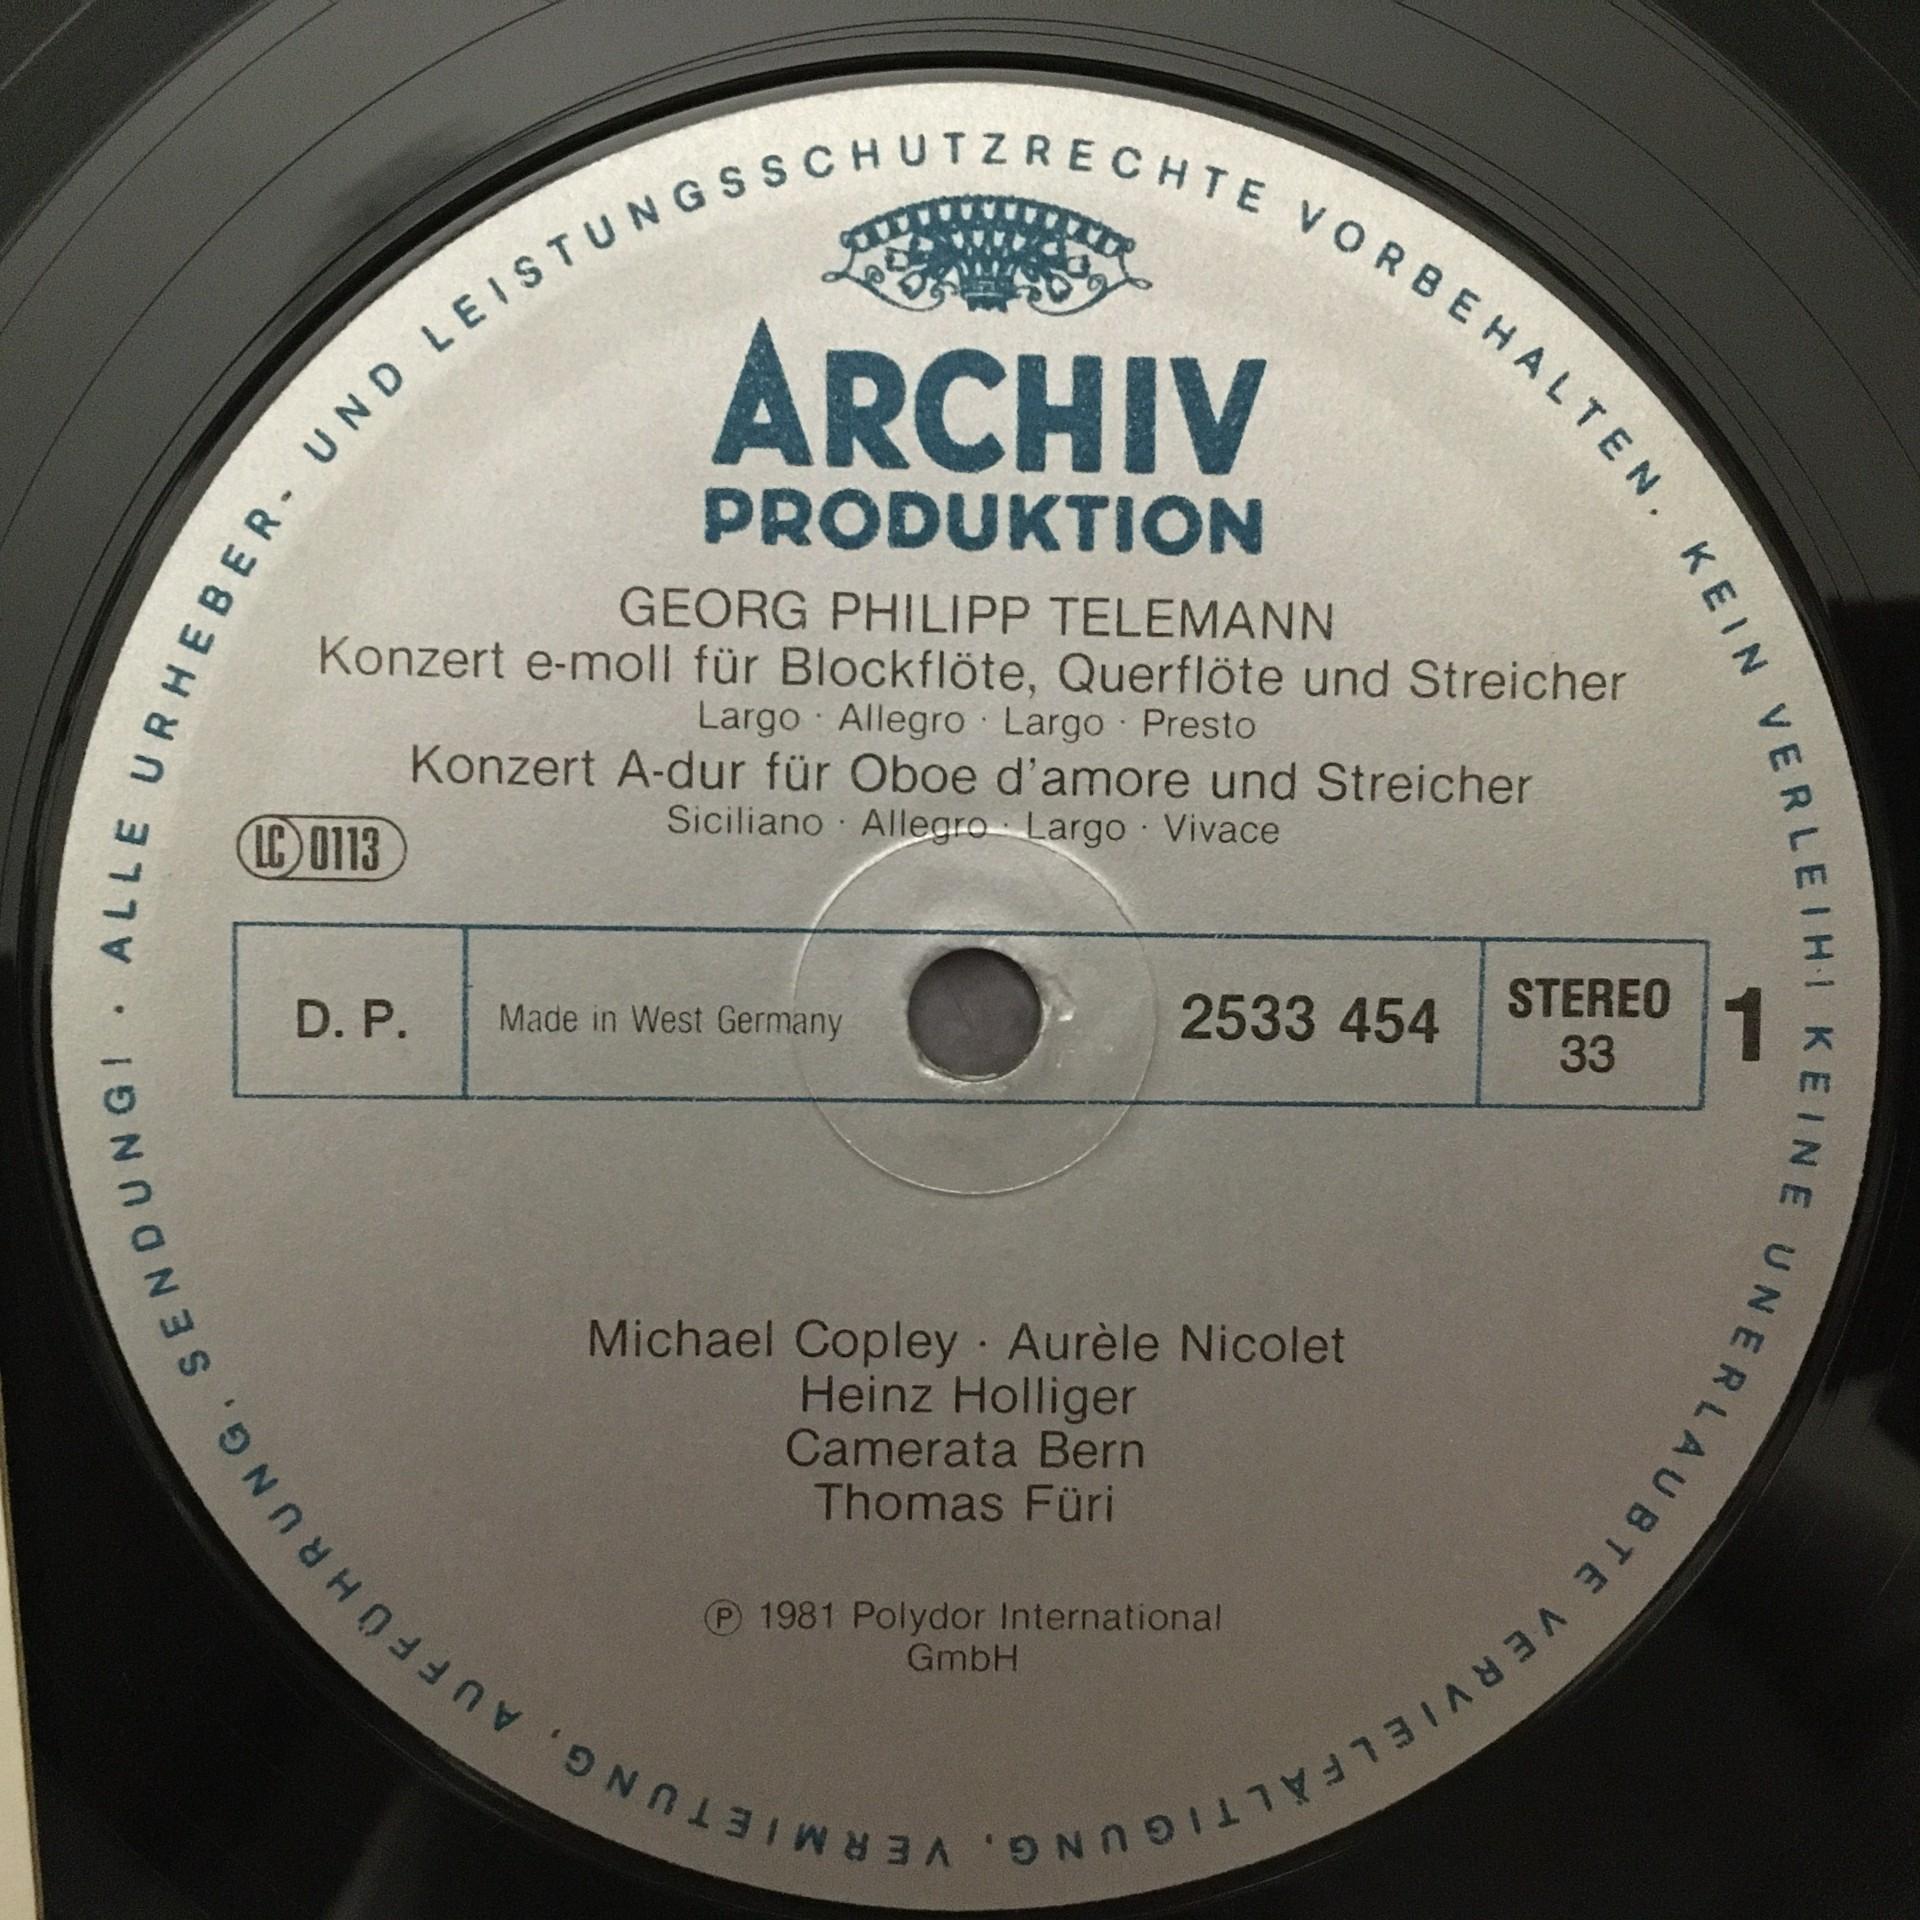 ALLE URHEBER- UND LEISTUNGSSCHUTZRECHTE VORBEHALTEN. KEIN VERLEIH! KEINE UNERLAUBTE VERVIELFÄLTIGUNG, VERMIETUNG, AUFFÜHRUNG, SENDUNG! ·
ARCHIV
PRODUKTION
GEORG PHILIPP TELEMANN
Konzert e-moll für Blockflöte, Querflöte und Streicher
Largo · Allegro · Largo · Presto
Konzert A-dur für Oboe d'amore und Streicher
Siciliano · Allegro · Largo · Vivace
LC 0113
D. P.
Made in West Germany
2533 454
STEREO
33
1
Michael Copley · Aurèle Nicolet
Heinz Holliger
Camerata Bern
Thomas Füri
℗ 1981 Polydor International
GmbH